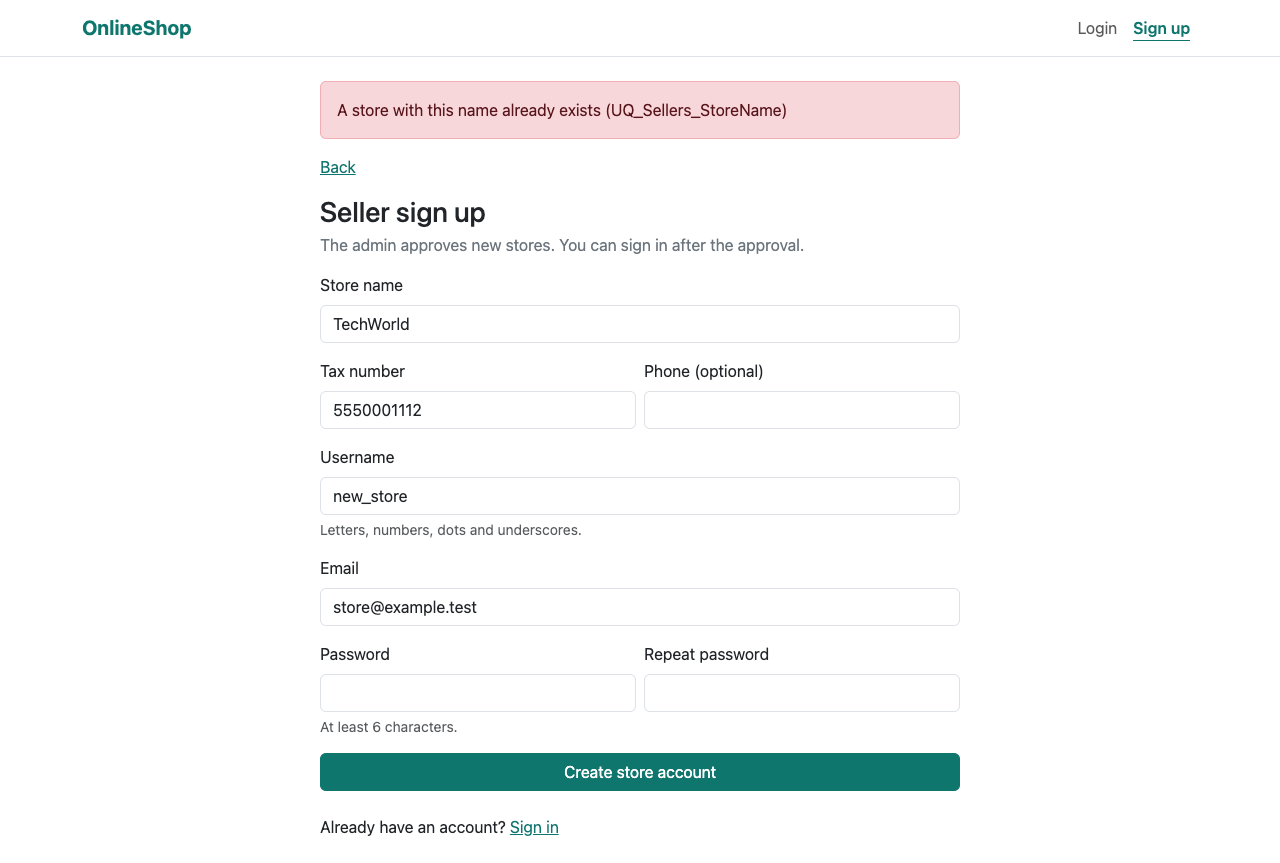 OnlineShop
Login Sign up
A store with this name already exists (UQ_Sellers_StoreName)
Back
Seller sign up
The admin approves new stores. You can sign in after the approval.
Store name
TechWorld
Tax number Phone (optional)
5550001112
Username
new_store
Letters, numbers, dots and underscores.
Email
store@example.test
Password Repeat password
At least 6 characters.
Create store account
Already have an account? Sign in